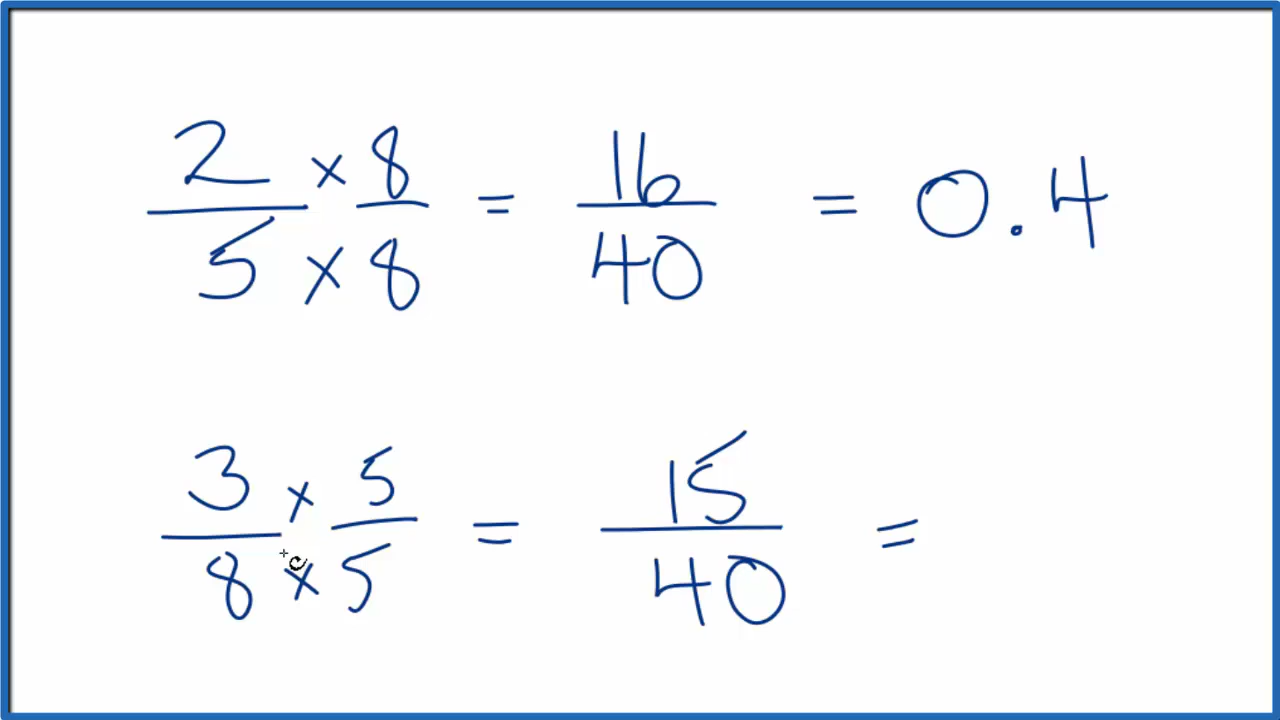 2/5 × 8/8 = 16/40 = 0.4
3/8 × 5/5 = 15/40 =